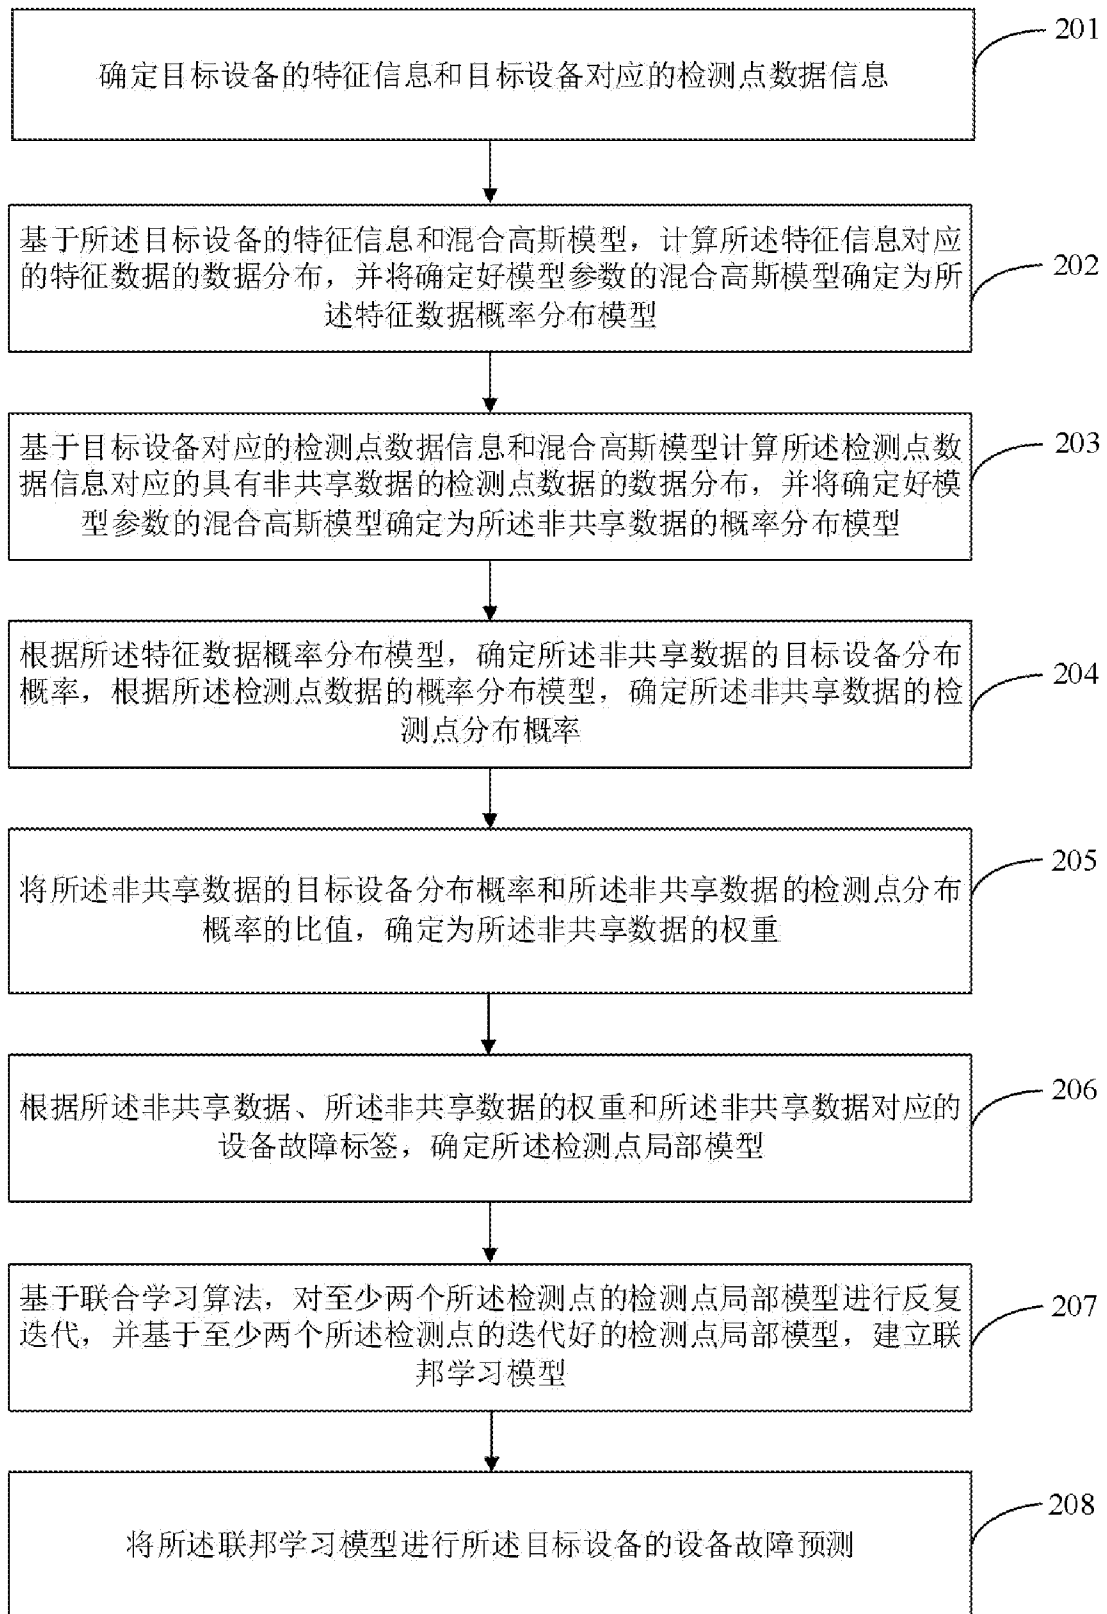 201
确定目标设备的特征信息和目标设备对应的检测点数据信息
基于所述目标设备的特征信息和混合高斯模型，计算所述特征信息对应
的特征数据的数据分布，并将确定好模型参数的混合高斯模型确定为所
述特征数据概率分布模型
202
基于目标设备对应的检测点数据信息和混合高斯模型计算所述检测点数
据信息对应的具有非共享数据的检测点数据的数据分布，并将确定好模
型参数的混合高斯模型确定为所述非共享数据的概率分布模型
203
根据所述特征数据概率分布模型，确定所述非共享数据的目标设备分布
概率，根据所述检测点数据的概率分布模型，确定所述非共享数据的检
测点分布概率
204
将所述非共享数据的目标设备分布概率和所述非共享数据的检测点分布
概率的比值，确定为所述非共享数据的权重
205
根据所述非共享数据、所述非共享数据的权重和所述非共享数据对应的
设备故障标签，确定所述检测点局部模型
206
基于联合学习算法，对至少两个所述检测点的检测点局部模型进行反复
迭代，并基于至少两个所述检测点的迭代好的检测点局部模型，建立联
邦学习模型
207
将所述联邦学习模型进行所述目标设备的设备故障预测
208